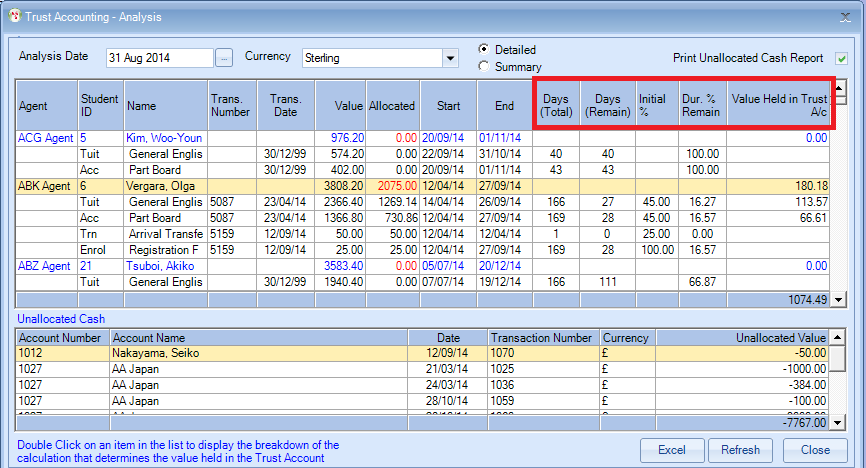 Trust Accounting - Analysis
Analysis Date 31 Aug 2014 ... Currency Sterling Detailed Summary Print Unallocated Cash Report
Agent Student ID Name Trans. Number Trans. Date Value Allocated Start End Days (Total) Days (Remain) Initial % Dur. % Remain Value Held in Trust A/c
ACG Agent 5 Kim, Woo-Youn 976.20 0.00 20/09/14 01/11/14 0.00
Tuit General Englis 30/12/99 574.20 0.00 22/09/14 31/10/14 40 40 100.00
Acc Part Board 30/12/99 402.00 0.00 20/09/14 01/11/14 43 43 100.00
ABK Agent 6 Vergara, Olga 3808.20 2075.00 12/04/14 27/09/14 180.18
Tuit General Englis 5087 23/04/14 2366.40 1269.14 14/04/14 26/09/14 166 27 45.00 16.27 113.57
Acc Part Board 5087 23/04/14 1366.80 730.86 12/04/14 27/09/14 169 28 45.00 16.57 66.61
Trn Arrival Transfe 5159 12/09/14 50.00 50.00 12/04/14 12/04/14 1 0 25.00 0.00
Enrol Registration F 5159 12/09/14 25.00 25.00 12/04/14 27/09/14 169 28 100.00 16.57
ABZ Agent 21 Tsuboi, Akiko 3583.40 0.00 05/07/14 20/12/14 0.00
Tuit General Englis 30/12/99 1940.40 0.00 07/07/14 19/12/14 166 111 66.87
1074.49
Unallocated Cash
Account Number Account Name Date Transaction Number Currency Unallocated Value
1012 Nakayama, Seiko 12/09/14 1070 £ -50.00
1027 AA Japan 21/03/14 1025 £ -1000.00
1027 AA Japan 24/03/14 1036 £ -384.00
1027 AA Japan 28/10/14 1059 £ -100.00
-7767.00
Double Click on an item in the list to display the breakdown of the
calculation that determines the value held in the Trust Account
Excel Refresh Close